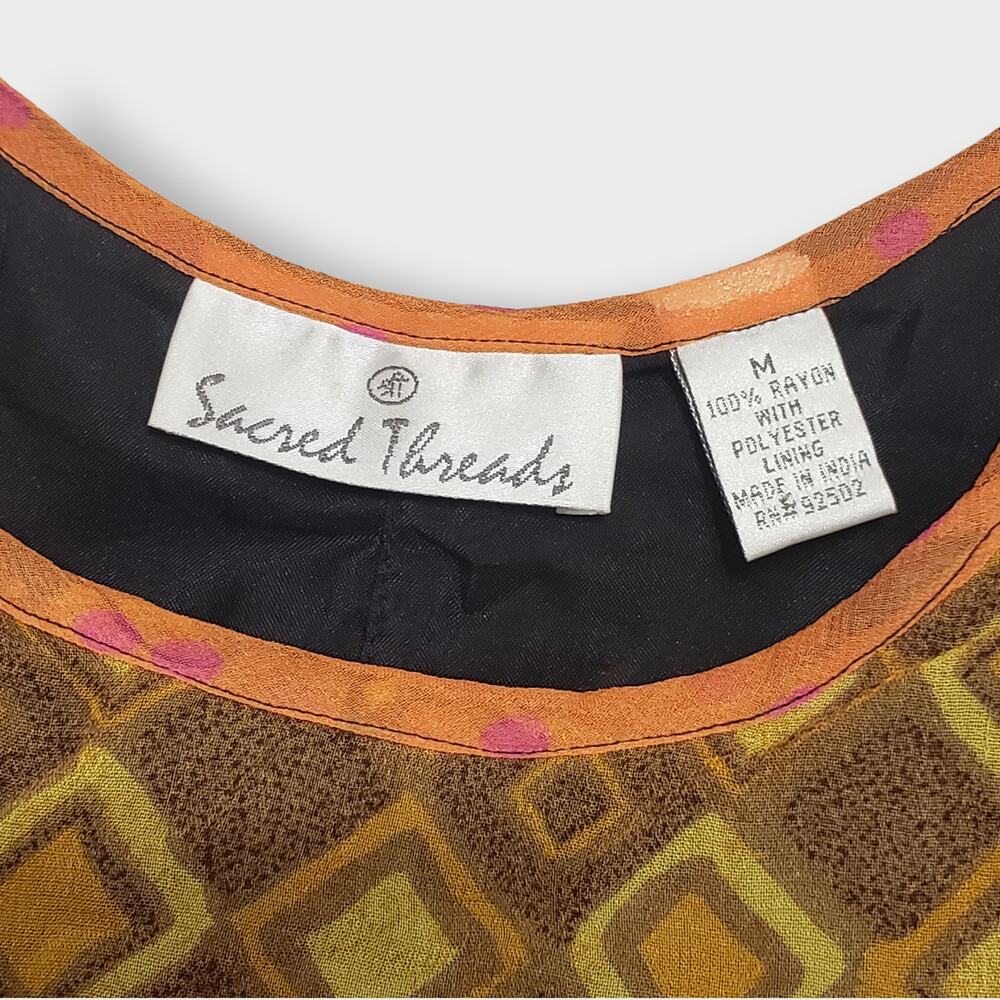 Sacred Threads
M
100% RAYON
WITH
POLYESTER
LINING
MADE IN INDIA
RN# 92502